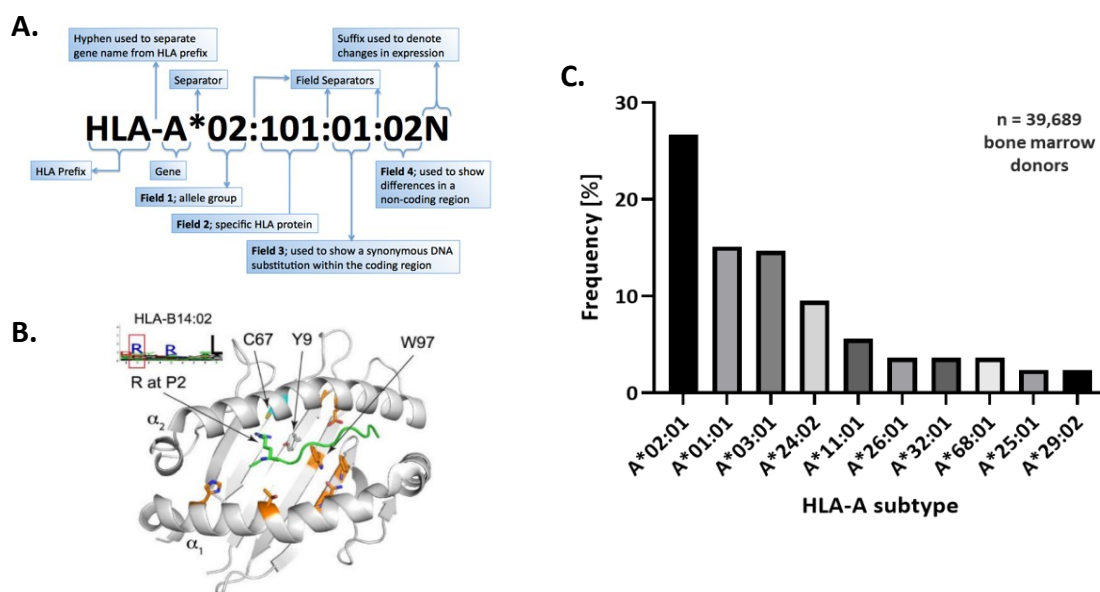 A.
Hyphen used to separate
gene name from HLA prefix
Separator
Field Separators
Suffix used to denote
changes in expression
HLA-A*02:101:01:02N
HLA Prefix
Gene
Field 1; allele group
Field 2; specific HLA protein
Field 3; used to show a synonymous DNA
substitution within the coding region
Field 4; used to show
differences in a
non-coding region
B.
HLA-B14:02
R
R
L
R at P2
C67
Y9
W97
α2
α1
C.
n = 39,689
bone marrow
donors
Frequency [%]
30
20
10
0
A*02:01
A*01:01
A*03:01
A*24:02
A*11:01
A*26:01
A*32:01
A*68:01
A*25:01
A*29:02
HLA-A subtype